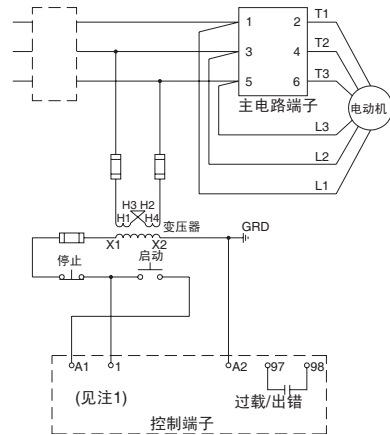 1 2 T1
3 4 T2
5 6 T3
主电路端子
电动机
L3
L2
L1
H3 H2
H1 H4
变压器
X1 X2
GRD
停止
启动
A1 1 A2 97 98
(见注1)
过载/出错
控制端子